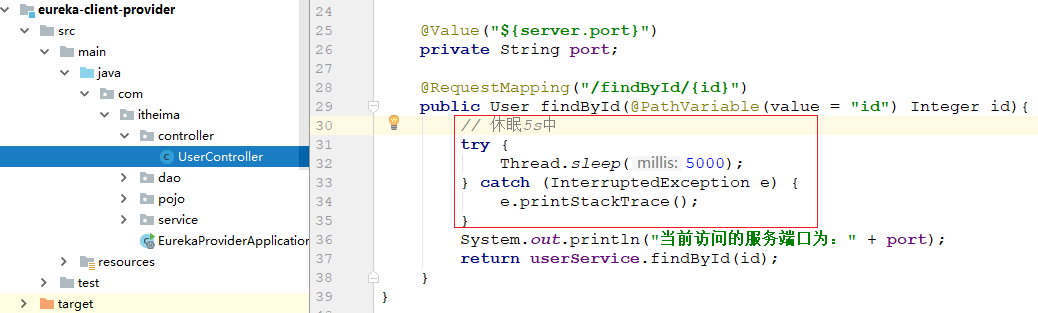 eureka-client-provider
src
main
java
com
itheima
controller
UserController
dao
pojo
service
EurekaProviderApplication
resources
test
target
24
25 @Value("${server.port}")
26 private String port;
27
28 @RequestMapping("/findById/{id}")
29 public User findById(@PathVariable(value = "id") Integer id){
30 // 休眠5s中
31 try {
32 Thread.sleep( millis: 5000);
33 } catch (InterruptedException e) {
34 e.printStackTrace();
35 }
36 System.out.println("当前访问的服务端口为：" + port);
37 return userService.findById(id);
38 }
39 }